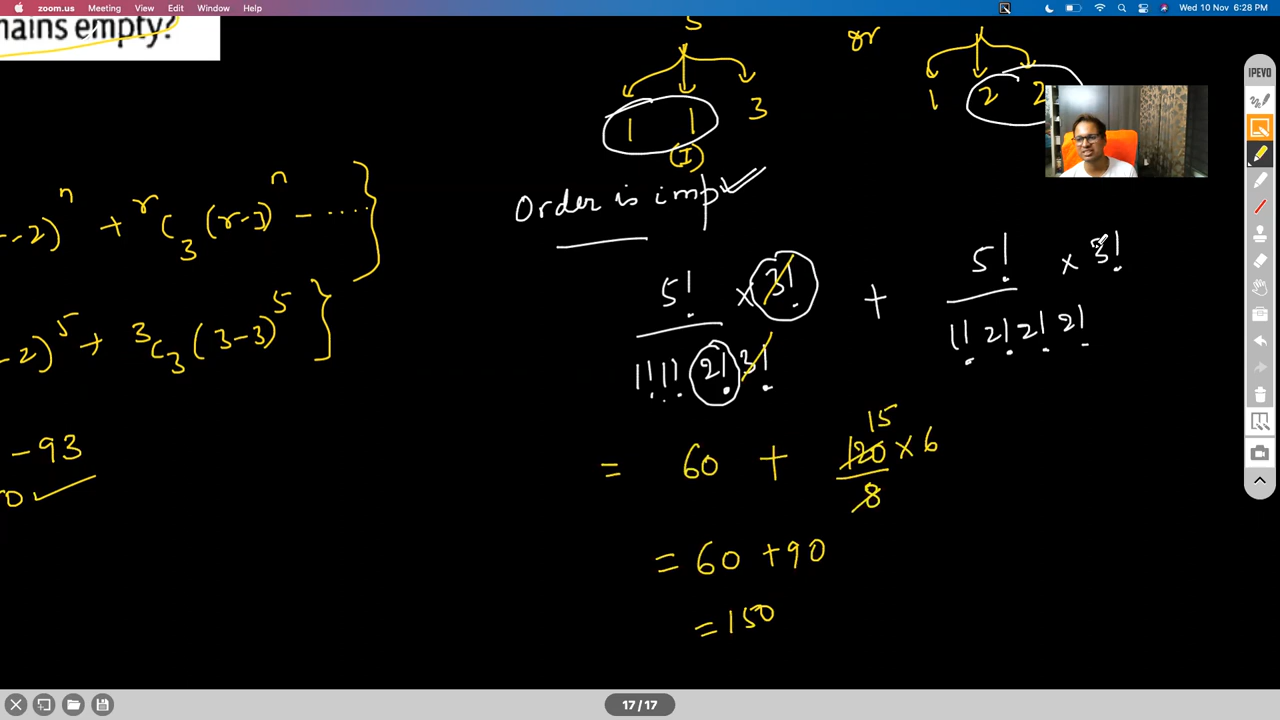 zoom.us Meeting View Edit Window Help
Wed 10 Nov 6:28 PM
mains empty?
5
or
1 1 3
1 2 2
(I)
Order is imp
-2)^n + ^rC_3 (r-3)^n - ....}
5!/(1! 1! 2! 3!) × 3! + 5!/(1! 2! 2! 2!) × 3!
-2)^5 + ^3C_3 (3-3)^5 }
= 60 + 120/8 × 6
15
-93
= 60 + 90
= 150
IPEVO
17/17